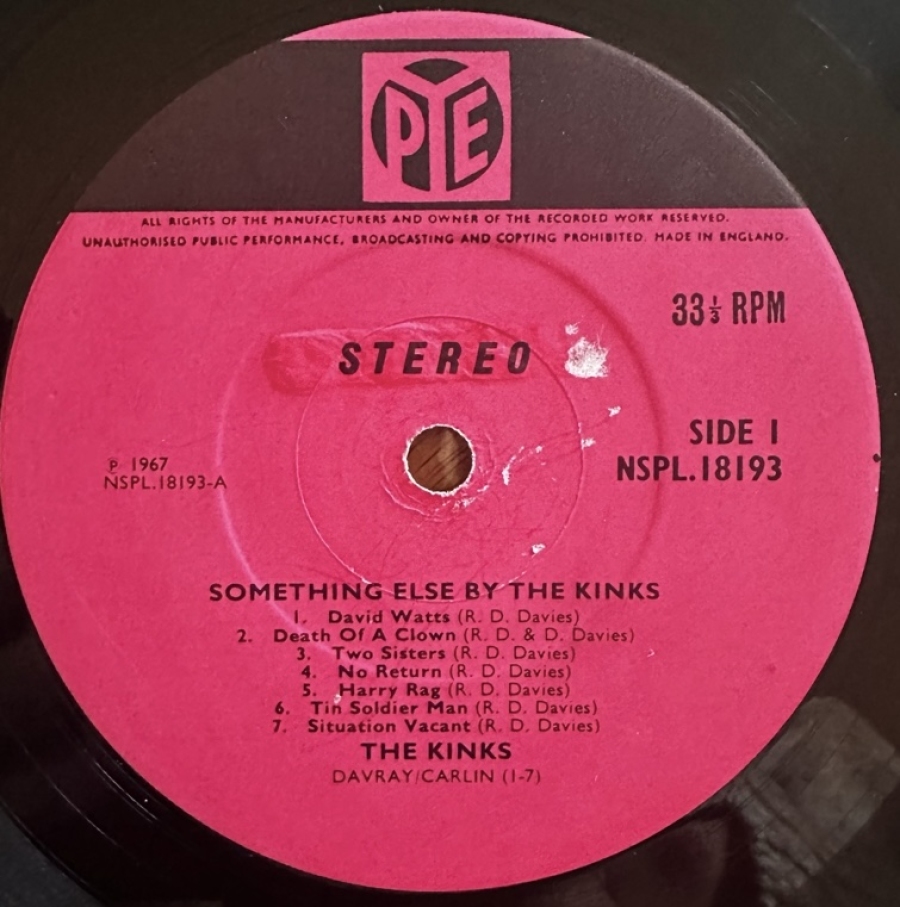 PYE
ALL RIGHTS OF THE MANUFACTURERS AND OWNER OF THE RECORDED WORK RESERVED.
UNAUTHORISED PUBLIC PERFORMANCE, BROADCASTING AND COPYING PROHIBITED. MADE IN ENGLAND.
33⅓ RPM
STEREO
SIDE 1
NSPL.18193
℗ 1967
NSPL.18193-A
SOMETHING ELSE BY THE KINKS
1. David Watts (R. D. Davies)
2. Death Of A Clown (R. D. & D. Davies)
3. Two Sisters (R. D. Davies)
4. No Return (R. D. Davies)
5. Harry Rag (R. D. Davies)
6. Tin Soldier Man (R. D. Davies)
7. Situation Vacant (R. D. Davies)
THE KINKS
DAVRAY/CARLIN (1-7)